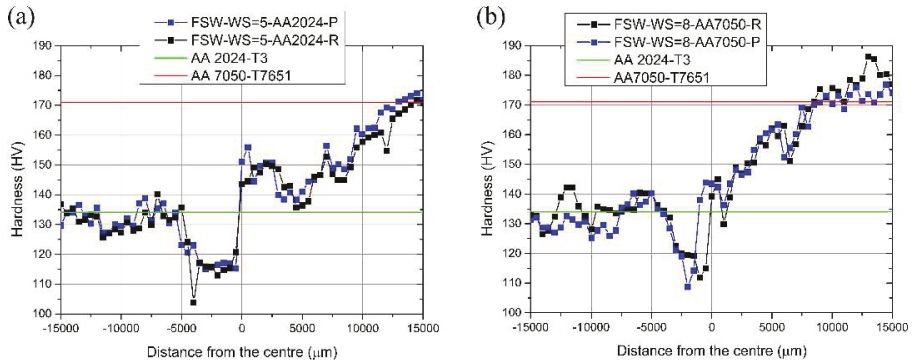 (a)
FSW-WS=5-AA2024-P
FSW-WS=5-AA2024-R
AA 2024-T3
AA 7050-T7651
190
180
170
160
150
140
130
120
110
100
Hardness (HV)
-15000 -10000 -5000 0 5000 10000 15000
Distance from the centre (μm)
(b)
FSW-WS=8-AA7050-R
FSW-WS=8-AA7050-P
AA 2024-T3
AA7050-T7651
190
180
170
160
150
140
130
120
110
100
Hardness (HV)
-15000 -10000 -5000 0 5000 10000 15000
Distance from the centre (μm)